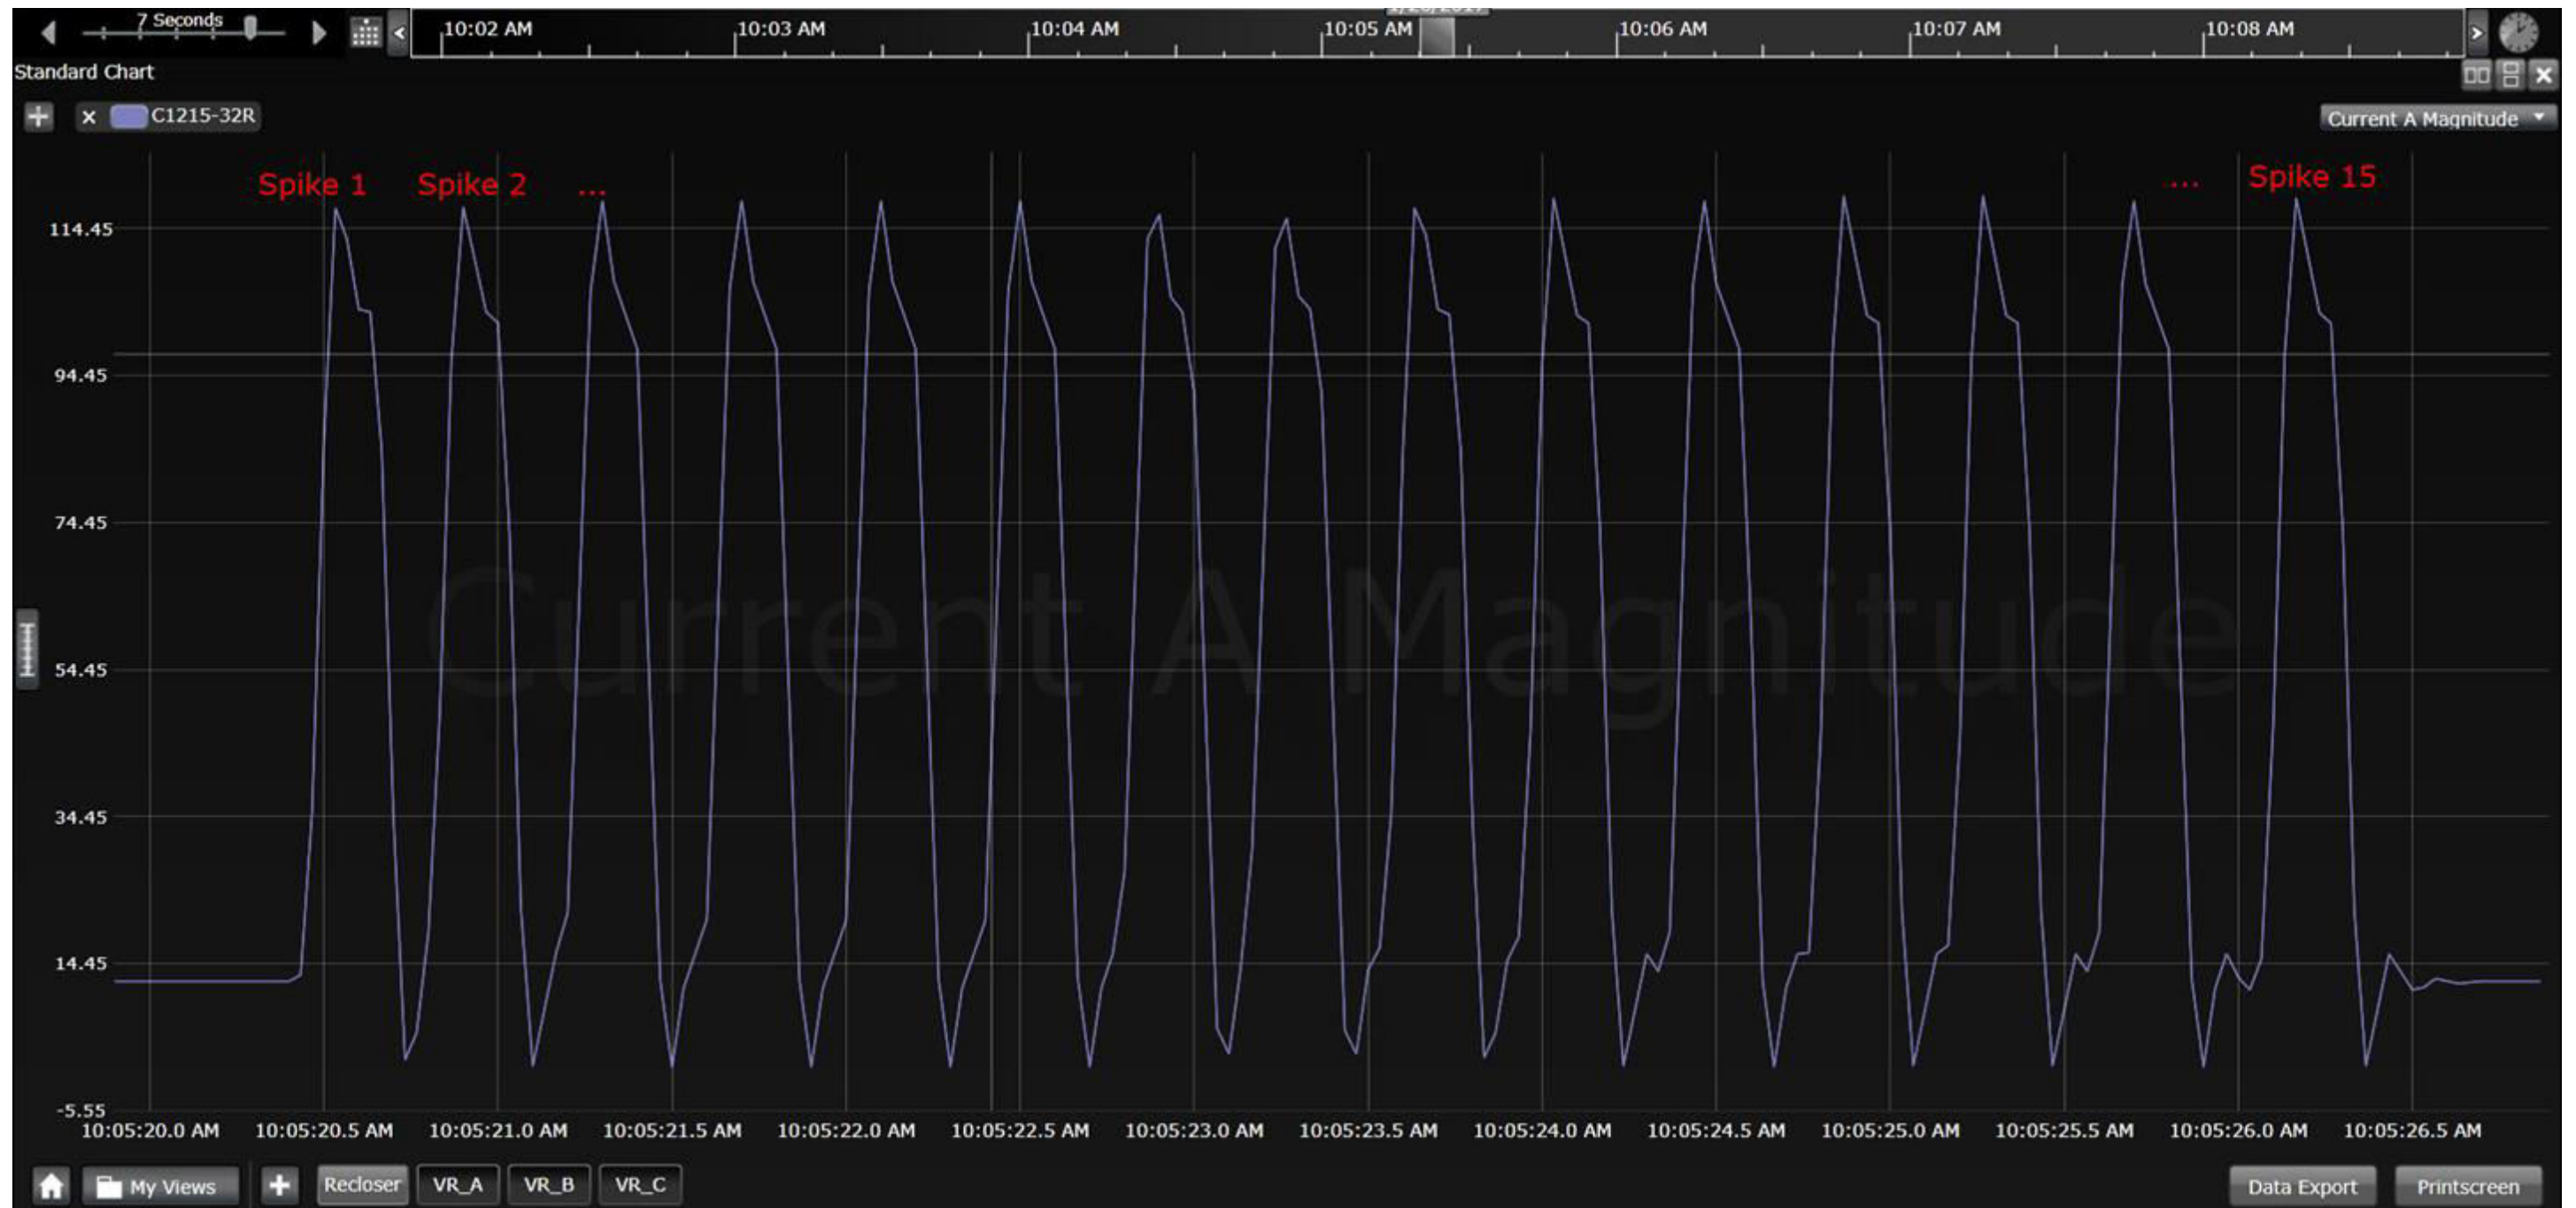 7 Seconds
< 10:02 AM 10:03 AM 10:04 AM 10:05 AM 10:06 AM 10:07 AM 10:08 AM >
Standard Chart
C1215-32R
Current A Magnitude
Spike 1 Spike 2 ... ... Spike 15
114.45
94.45
74.45
Current A Magnitude
54.45
34.45
14.45
-5.55
10:05:20.0 AM 10:05:20.5 AM 10:05:21.0 AM 10:05:21.5 AM 10:05:22.0 AM 10:05:22.5 AM 10:05:23.0 AM 10:05:23.5 AM 10:05:24.0 AM 10:05:24.5 AM 10:05:25.0 AM 10:05:25.5 AM 10:05:26.0 AM 10:05:26.5 AM
My Views Recloser VR_A VR_B VR_C Data Export Printscreen